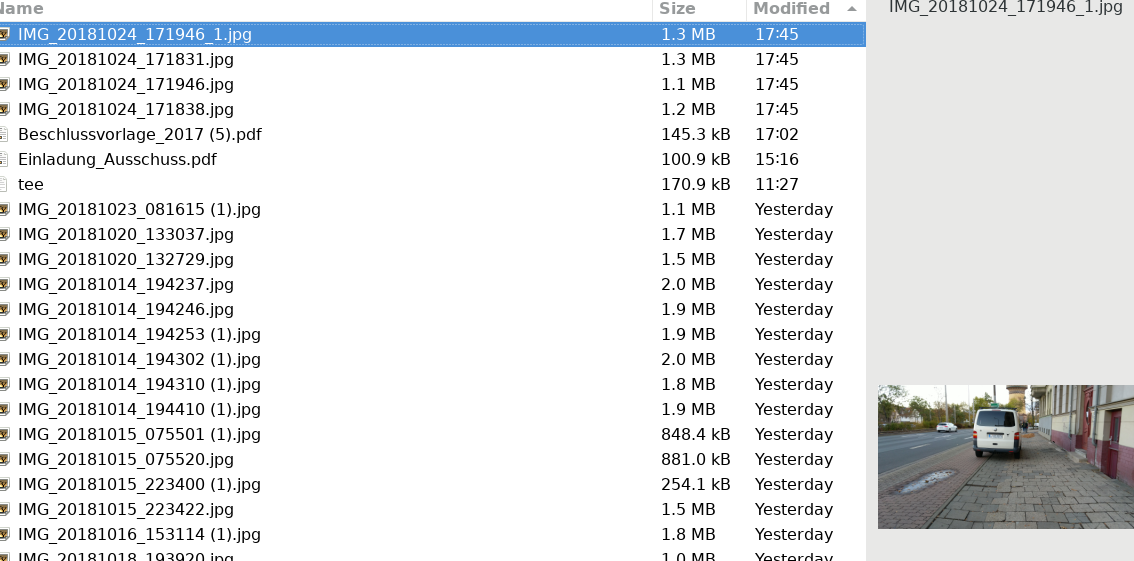 Name Size Modified IMG_20181024_171946_1.jpg
IMG_20181024_171946_1.jpg 1.3 MB 17:45
IMG_20181024_171831.jpg 1.3 MB 17:45
IMG_20181024_171946.jpg 1.1 MB 17:45
IMG_20181024_171838.jpg 1.2 MB 17:45
Beschlussvorlage_2017 (5).pdf 145.3 kB 17:02
Einladung_Ausschuss.pdf 100.9 kB 15:16
tee 170.9 kB 11:27
IMG_20181023_081615 (1).jpg 1.1 MB Yesterday
IMG_20181020_133037.jpg 1.7 MB Yesterday
IMG_20181020_132729.jpg 1.5 MB Yesterday
IMG_20181014_194237.jpg 2.0 MB Yesterday
IMG_20181014_194246.jpg 1.9 MB Yesterday
IMG_20181014_194253 (1).jpg 1.9 MB Yesterday
IMG_20181014_194302 (1).jpg 2.0 MB Yesterday
IMG_20181014_194310 (1).jpg 1.8 MB Yesterday
IMG_20181014_194410 (1).jpg 1.9 MB Yesterday
IMG_20181015_075501 (1).jpg 848.4 kB Yesterday
IMG_20181015_075520.jpg 881.0 kB Yesterday
IMG_20181015_223400 (1).jpg 254.1 kB Yesterday
IMG_20181015_223422.jpg 1.5 MB Yesterday
IMG_20181016_153114 (1).jpg 1.8 MB Yesterday
IMG_20181018_193920.jpg 1.0 MB Yesterday